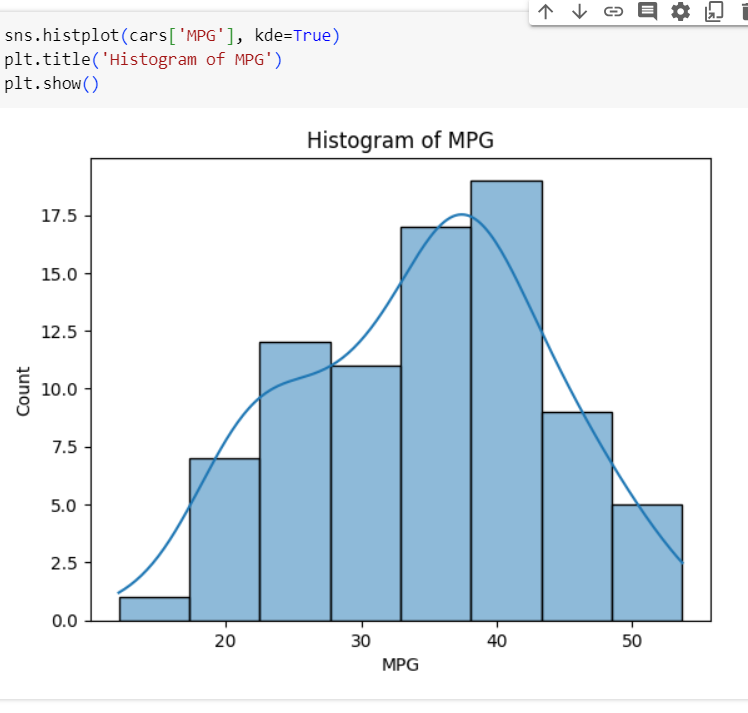 sns.histplot(cars['MPG'], kde=True)
plt.title('Histogram of MPG')
plt.show()
Histogram of MPG
17.5
15.0
12.5
10.0
7.5
5.0
2.5
0.0
Count
20 30 40 50
MPG